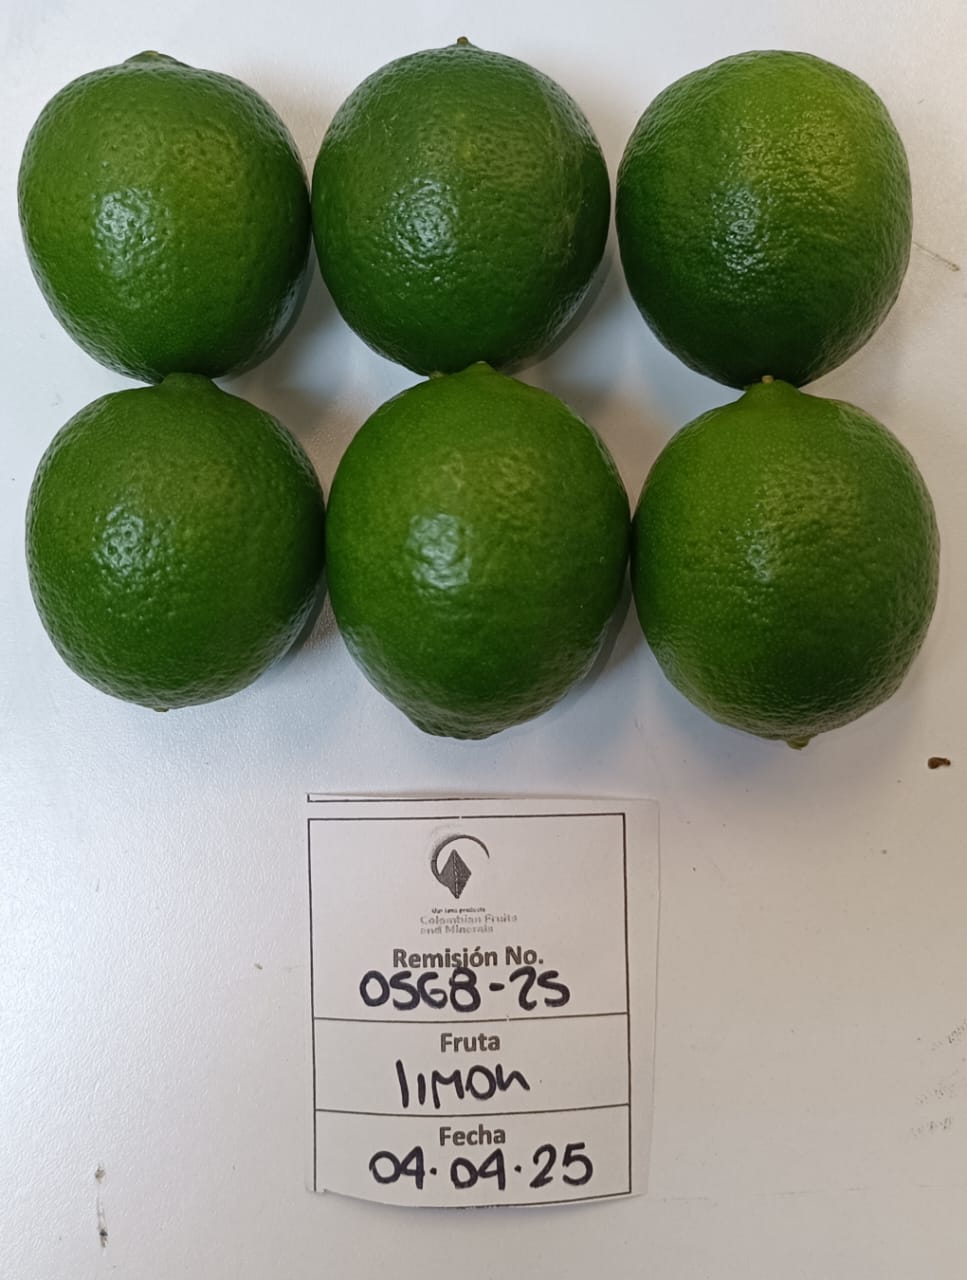 Colombian Fruits
and Minerals
Remisión No.
0568-25
Fruta
limon
Fecha
04.04.25